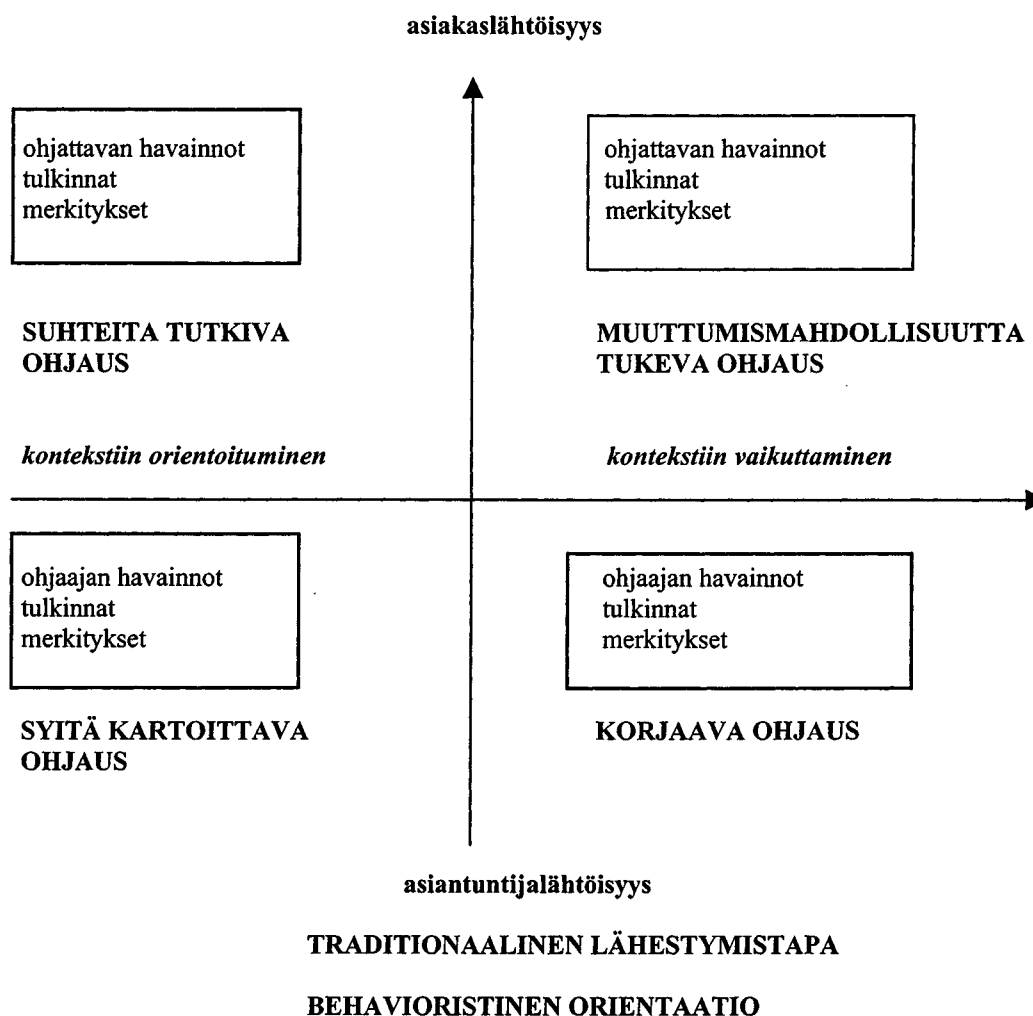 asiakaslähtöisyys
ohjattavan havainnot
tulkinnat
merkitykset
ohjattavan havainnot
tulkinnat
merkitykset
SUHTEITA TUTKIVA
OHJAUS
MUUTTUMISMAHDOLLISUUTTA
TUKEVA OHJAUS
kontekstiin orientoituminen
kontekstiin vaikuttaminen
ohjaajan havainnot
tulkinnat
merkitykset
ohjaajan havainnot
tulkinnat
merkitykset
SYITÄ KARTOITTAVA
OHJAUS
KORJAAVA OHJAUS
asiantuntijalähtöisyys
TRADITIONAALINEN LÄHESTYMISTAPA
BEHAVIORISTINEN ORIENTAATIO